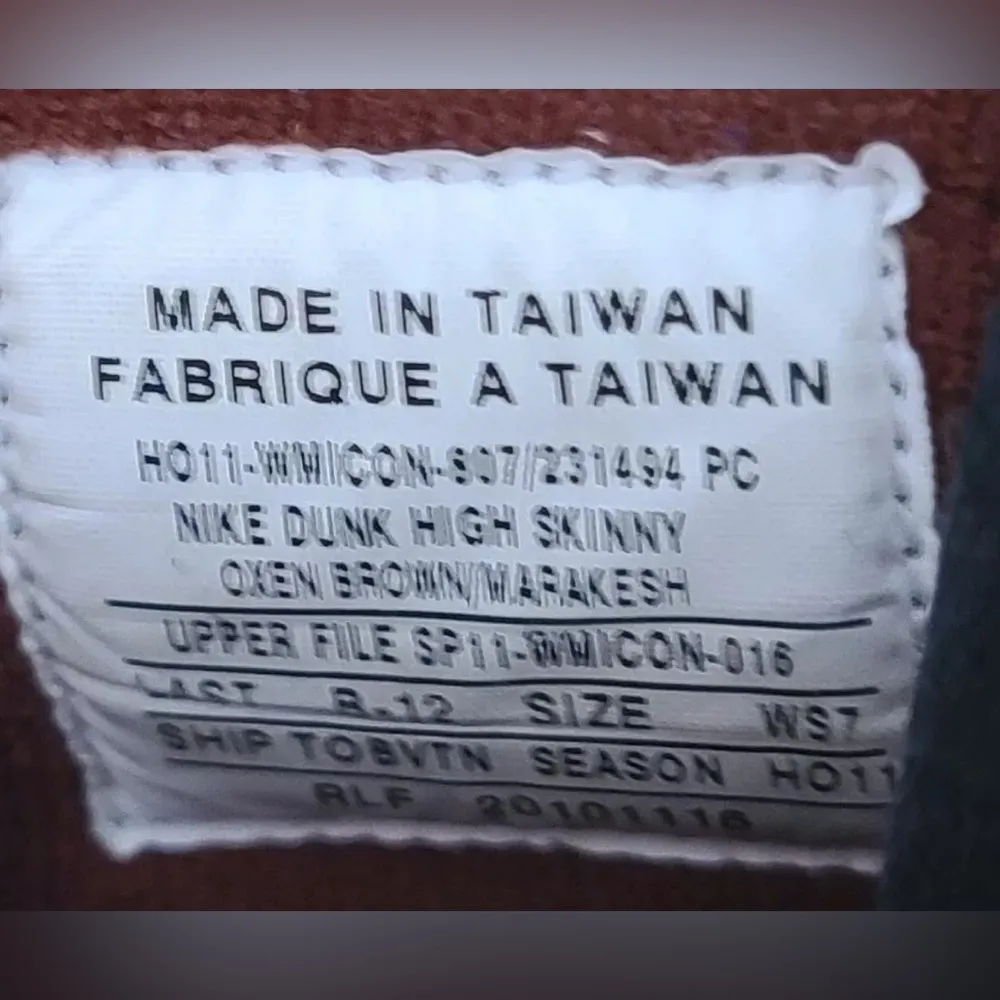 MADE IN TAIWAN
FABRIQUE A TAIWAN
HO11-WMICON-607/231494 PC
NIKE DUNK HIGH SKINNY
OXEN BROWN/MARAKESH
UPPER FILE SP11-WMICON-016
LAST R-12 SIZE WS7
SHIP TOBVTN SEASON HO11
RLF 20101116